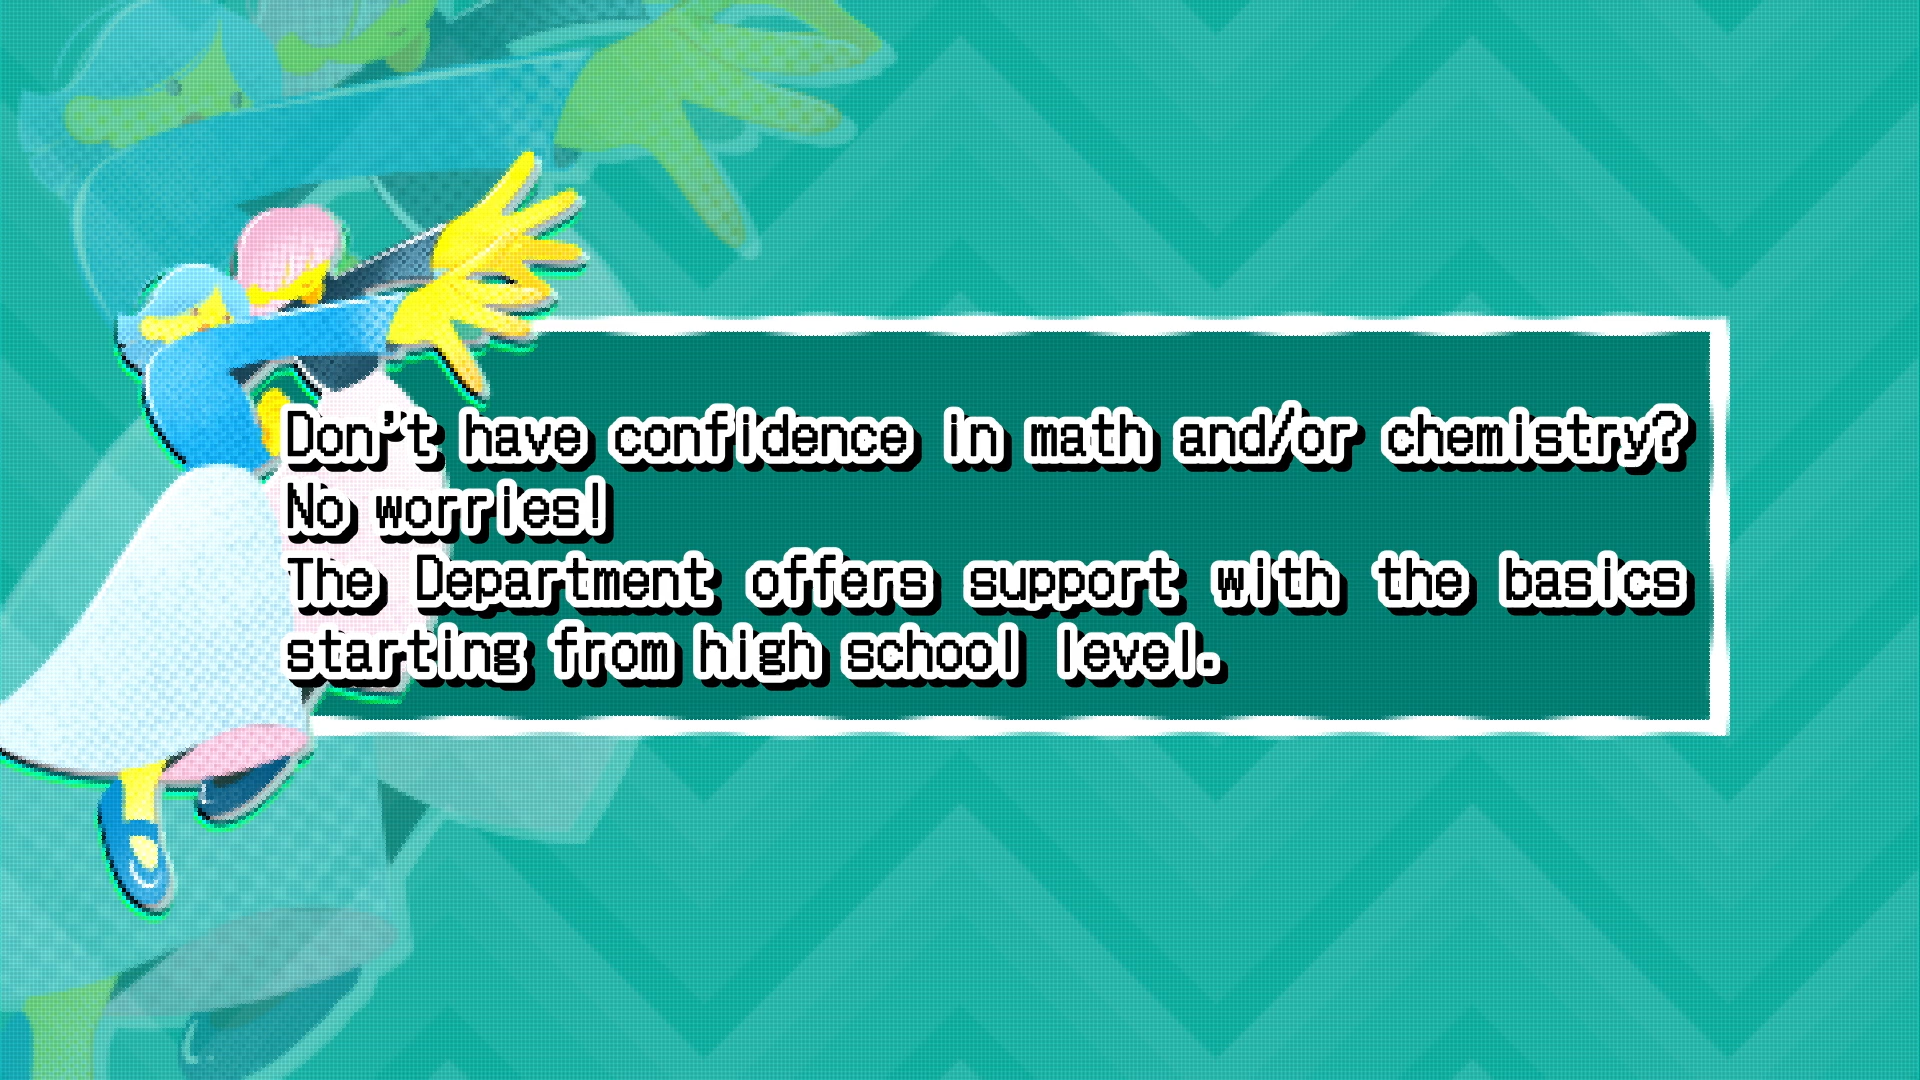 Don't have confidence in math and/or chemistry?
No worries!
The Department offers support with the basics
starting from high school level.